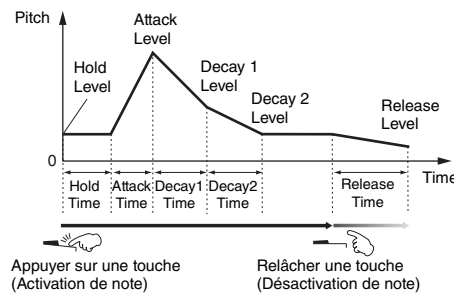 Pitch
Attack
Level
Hold
Level
Decay 1
Level
Decay 2
Level
Release
Level
0
Time
Hold
Time
Attack
Time
Decay1
Time
Decay2
Time
Release
Time
Appuyer sur une touche
(Activation de note)
Relâcher une touche
(Désactivation de note)